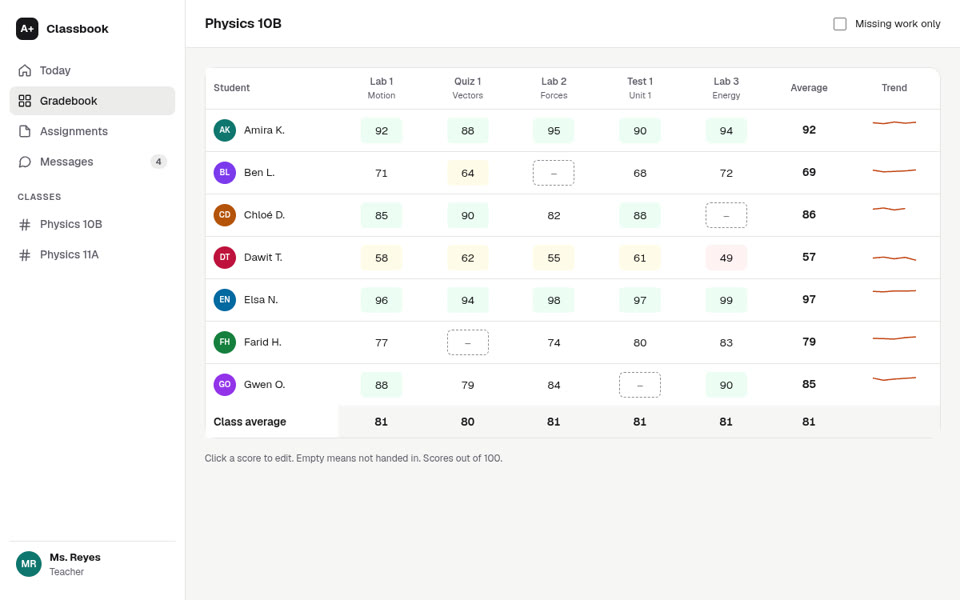 A+ Classbook
Today
Gradebook
Assignments
Messages 4
CLASSES
Physics 10B
Physics 11A
MR Ms. Reyes
Teacher
Physics 10B
Missing work only
Student Lab 1 Quiz 1 Lab 2 Test 1 Lab 3 Average Trend
Motion Vectors Forces Unit 1 Energy
AK Amira K. 92 88 95 90 94 92
BL Ben L. 71 64 – 68 72 69
CD Chloé D. 85 90 82 88 – 86
DT Dawit T. 58 62 55 61 49 57
EN Elsa N. 96 94 98 97 99 97
FH Farid H. 77 – 74 80 83 79
GO Gwen O. 88 79 84 – 90 85
Class average 81 80 81 81 81 81
Click a score to edit. Empty means not handed in. Scores out of 100.